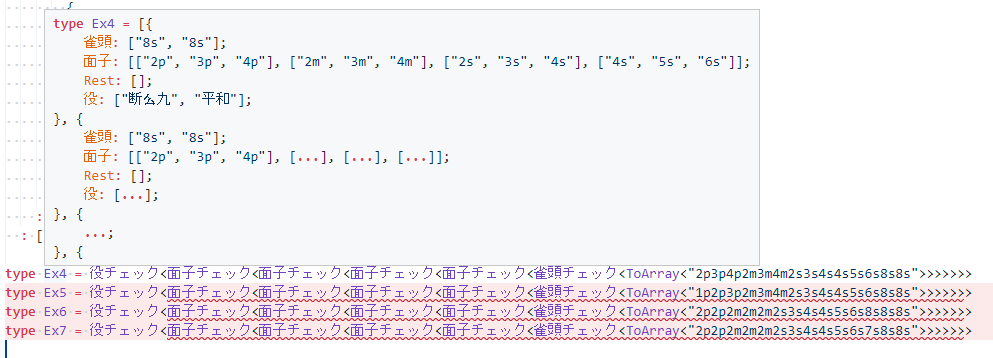 {
type Ex4 = [{
雀頭: ["8s", "8s"];
面子: [["2p", "3p", "4p"], ["2m", "3m", "4m"], ["2s", "3s", "4s"], ["4s", "5s", "6s"]];
Rest: [];
役: ["断么九", "平和"];
}, {
雀頭: ["8s", "8s"];
面子: [["2p", "3p", "4p"], [...], [...], [...]];
Rest: [];
役: [...];
}, {
...;
}, {
:
: [
type Ex4 = 役チェック<面子チェック<面子チェック<面子チェック<面子チェック<雀頭チェック<ToArray<"2p3p4p2m3m4m2s3s4s4s5s6s8s8s">>>>>>>
type Ex5 = 役チェック<面子チェック<面子チェック<面子チェック<面子チェック<雀頭チェック<ToArray<"1p2p3p2m3m4m2s3s4s4s5s6s8s8s">>>>>>>
type Ex6 = 役チェック<面子チェック<面子チェック<面子チェック<面子チェック<雀頭チェック<ToArray<"2p2p2m2m2m2s3s4s4s5s6s8s8s">>>>>>>
type Ex7 = 役チェック<面子チェック<面子チェック<面子チェック<面子チェック<雀頭チェック<ToArray<"2p2p2m2m2m2s3s4s4s5s6s7s8s8s">>>>>>>